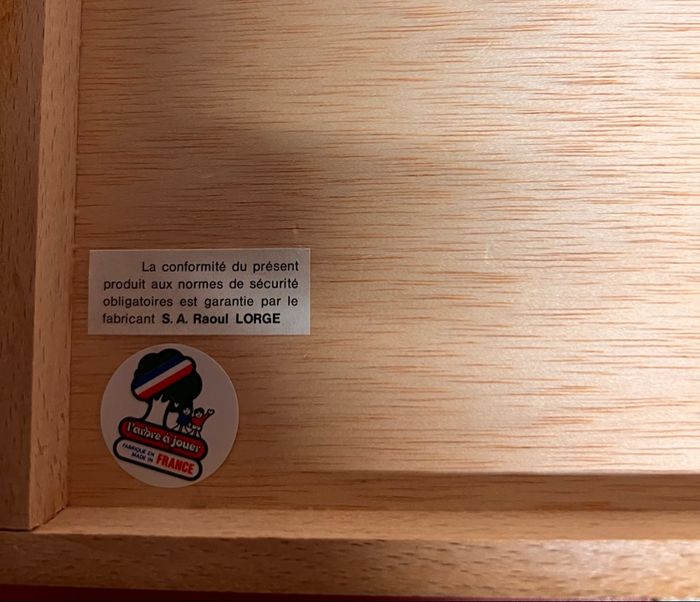 La conformité du présent
produit aux normes de sécurité
obligatoires est garantie par le
fabricant S. A. Raoul LORGE
l'arbre à jouer
FABRIQUÉ EN
MADE IN FRANCE